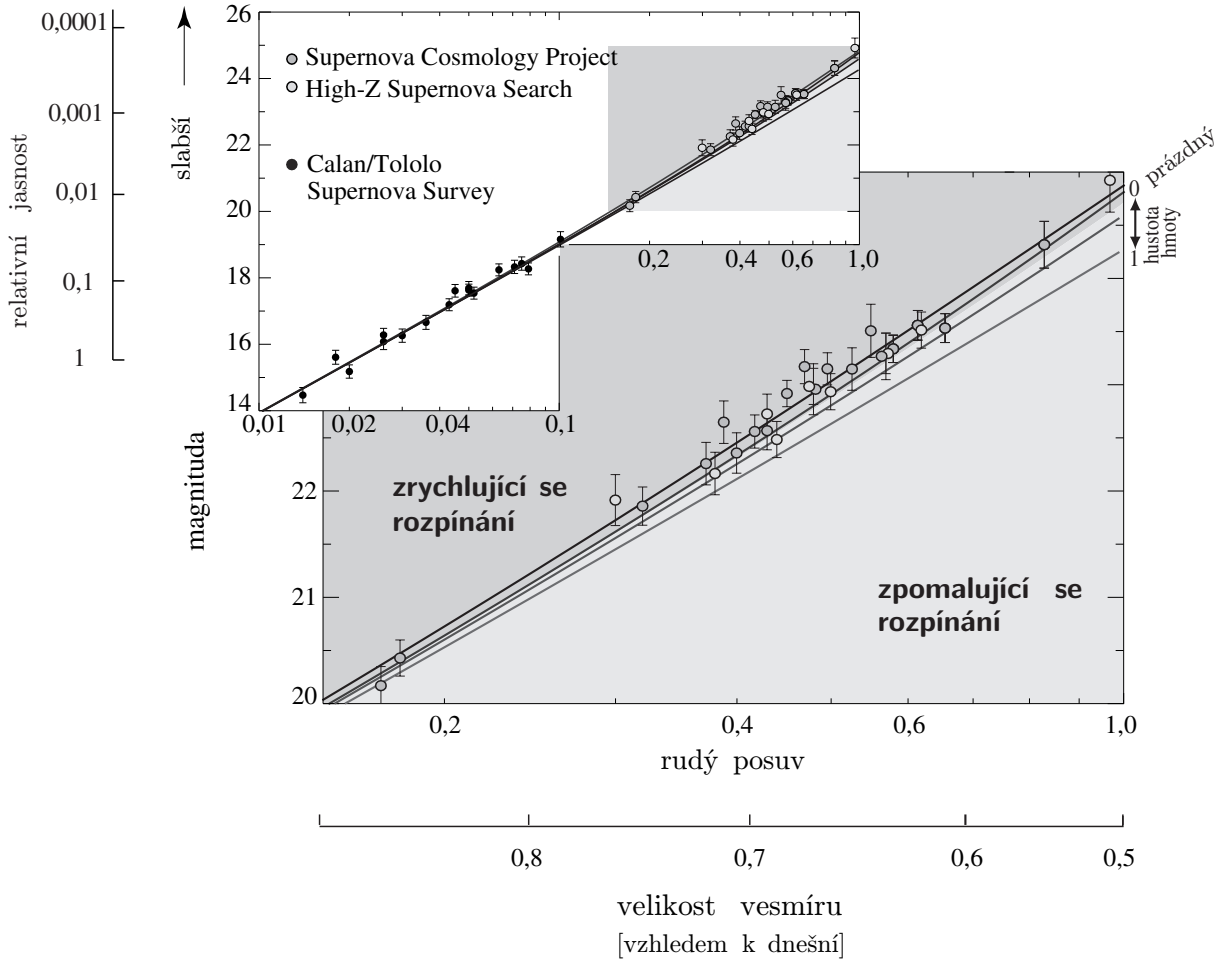 0,0001
0,001
0,01
0,1
1
relativní jasnost
slabší
magnituda
26
24
22
20
18
16
14
Supernova Cosmology Project
High-Z Supernova Search
Calan/Tololo
Supernova Survey
0,01
0,02
0,04
0,1
0,2
0,4
0,6
1,0
0 prázdný
hustota
hmoty
1
zrychlující se
rozpínání
zpomalující se
rozpínání
22
21
20
0,2
0,4
0,6
1,0
rudý posuv
0,8
0,7
0,6
0,5
velikost vesmíru
[vzhledem k dnešní]